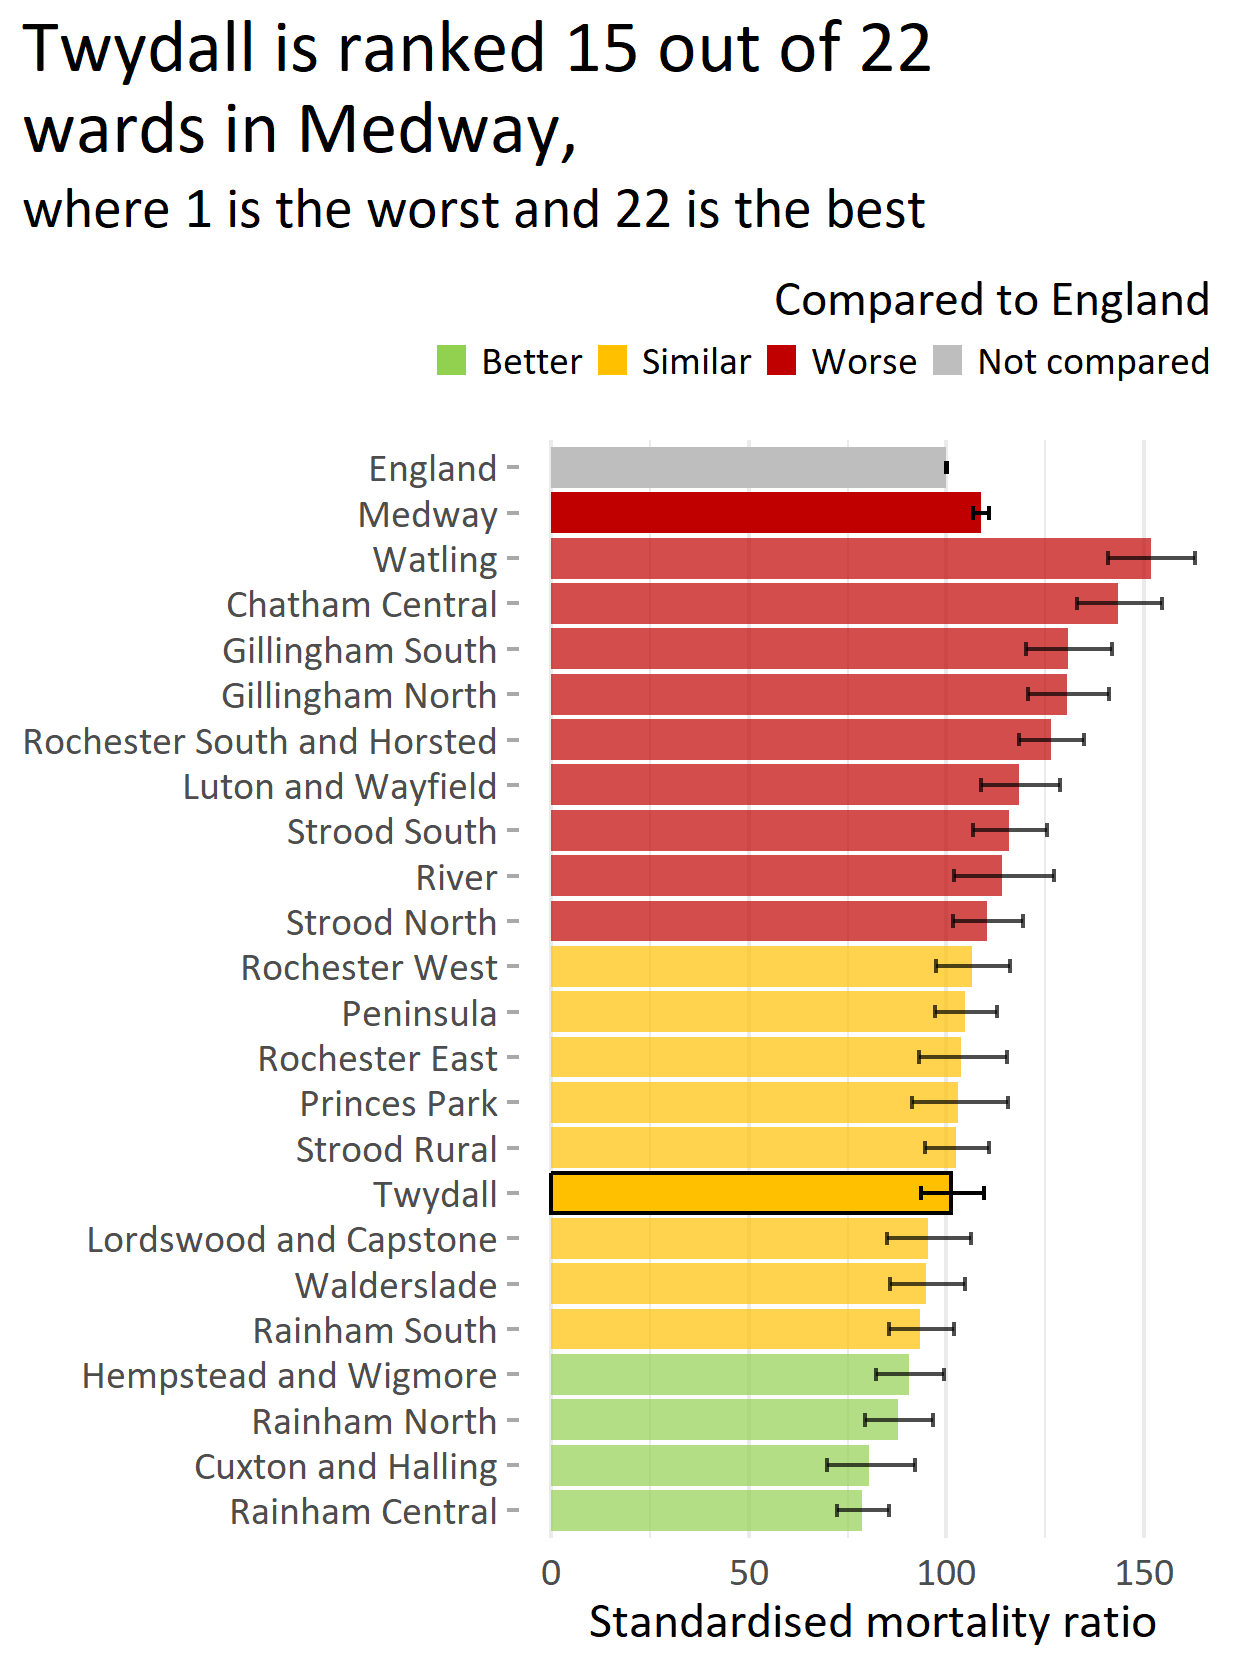 Twydall is ranked 15 out of 22
wards in Medway,
where 1 is the worst and 22 is the best
Compared to England
Better Similar Worse Not compared
England
Medway
Watling
Chatham Central
Gillingham South
Gillingham North
Rochester South and Horsted
Luton and Wayfield
Strood South
River
Strood North
Rochester West
Peninsula
Rochester East
Princes Park
Strood Rural
Twydall
Lordswood and Capstone
Walderslade
Rainham South
Hempstead and Wigmore
Rainham North
Cuxton and Halling
Rainham Central
0 50 100 150
Standardised mortality ratio